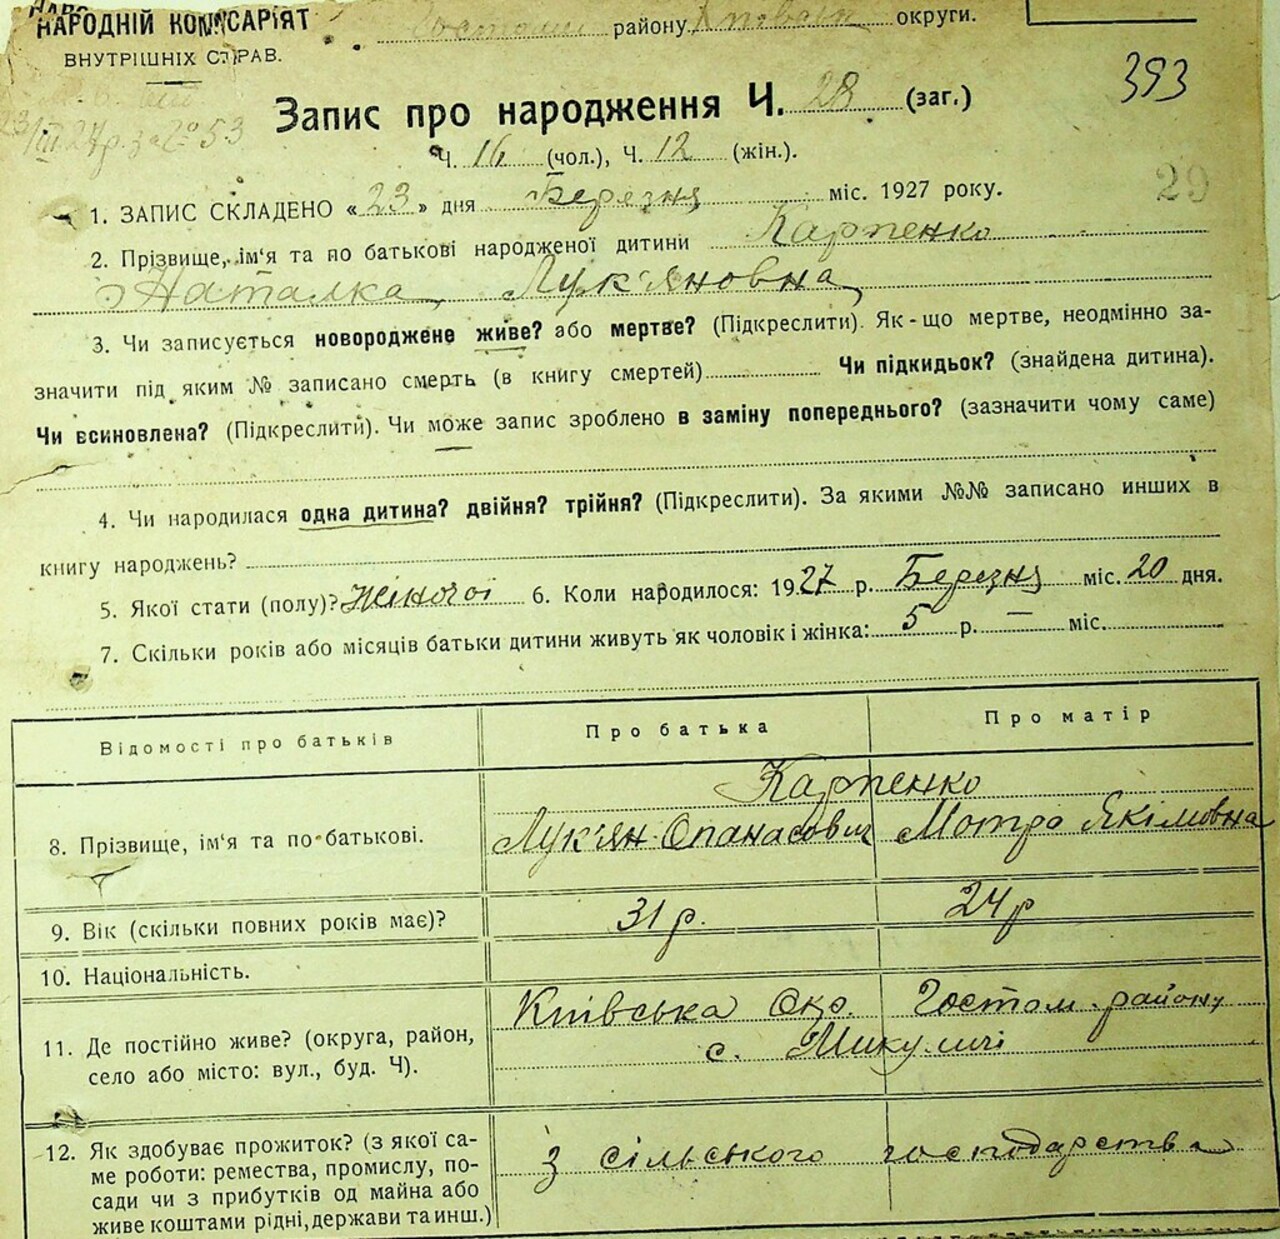 НАРОДНІЙ КОМІСАРІЯТ
ВНУТРІШНІХ СПРАВ.
району Київськ округи.
393
Запис про народження Ч. 28 (заг.)
Ч. 16 (чол.), Ч. 12 (жін.).
29
1. ЗАПИС СКЛАДЕНО « 23 » дня Березня міс. 1927 року.
2. Прізвище, ім'я та по батькові народженої дитини Карпенко
Наталка Лук'яновна
3. Чи записується новороджене живе? або мертве? (Підкреслити). Як-що мертве, неодмінно за-
значити під яким № записано смерть (в книгу смертей) Чи підкидьок? (знайдена дитина).
Чи всиновлена? (Підкреслити). Чи може запис зроблено в заміну попереднього? (зазначити чому саме)
4. Чи народилася одна дитина? двійня? трійня? (Підкреслити). За якими №№ записано инших в
книгу народжень?
5. Якої стати (полу)? Жіночої 6. Коли народилося: 1927 р. Березня міс. 20 дня.
7. Скільки років або місяців батьки дитини живуть як чоловік і жінка: 5 р. — міс.
Відомості про батьків Про батька Про матір
Карпенко
8. Прізвище, ім'я та по-батькові. Лук'ян Опанасович Мотря Якімовна
9. Вік (скільки повних років має)? 31 р. 24 р
10. Національність.
11. Де постійно живе? (округа, район, Київська Окр. Гостом. району
село або місто: вул., буд. Ч). с. Микуличі
12. Як здобуває прожиток? (з якої са- З сільського господарства
ме роботи: ремества, промислу, по-
сади чи з прибутків од майна або
живе коштами рідні, держави та инш.)